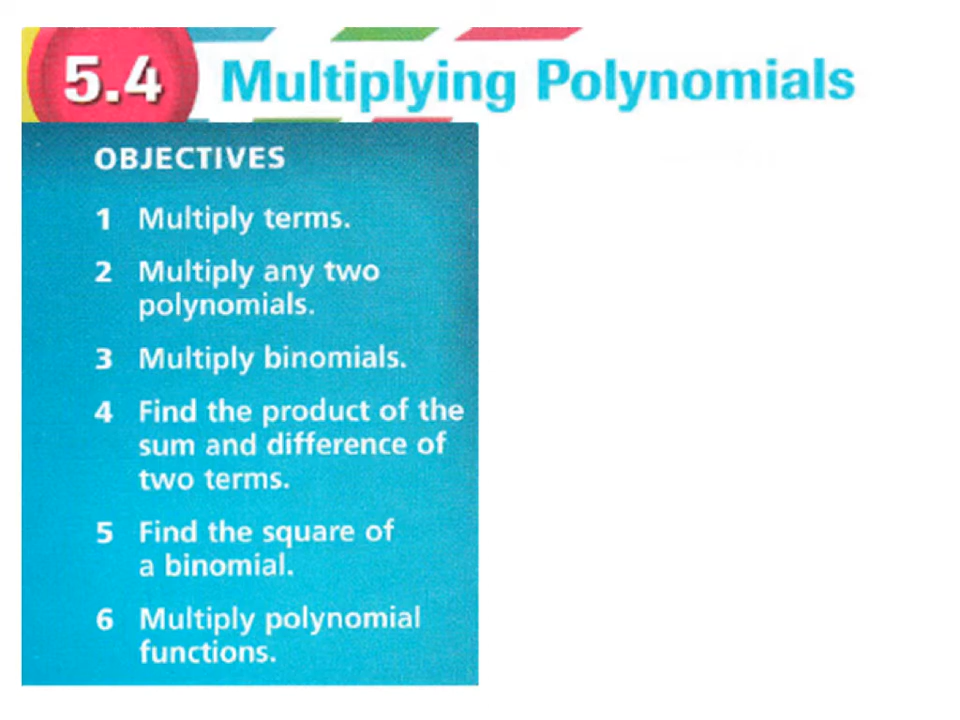 5.4 Multiplying Polynomials
OBJECTIVES
1 Multiply terms.
2 Multiply any two
polynomials.
3 Multiply binomials.
4 Find the product of the
sum and difference of
two terms.
5 Find the square of
a binomial.
6 Multiply polynomial
functions.